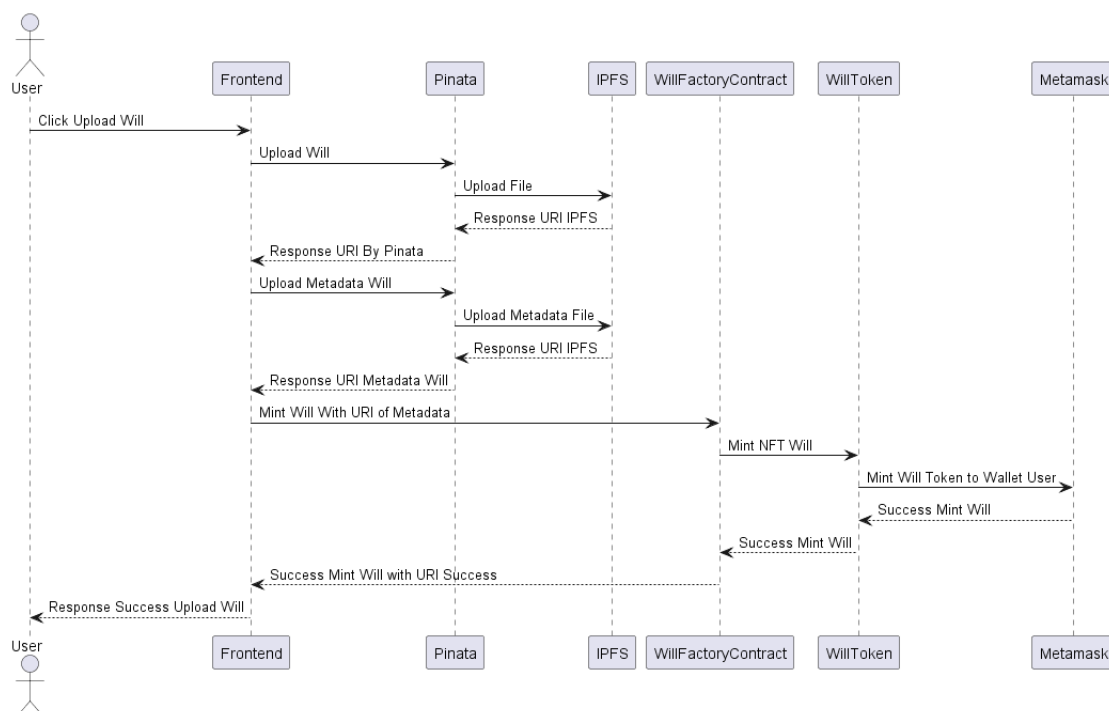 User
Frontend
Pinata
IPFS
WillFactoryContract
WillToken
Metamask
Click Upload Will
Upload Will
Upload File
Response URI IPFS
Response URI By Pinata
Upload Metadata Will
Upload Metadata File
Response URI IPFS
Response URI Metadata Will
Mint Will With URI of Metadata
Mint NFT Will
Mint Will Token to Wallet User
Success Mint Will
Success Mint Will
Success Mint Will with URI Success
Response Success Upload Will
User
Frontend
Pinata
IPFS
WillFactoryContract
WillToken
Metamask